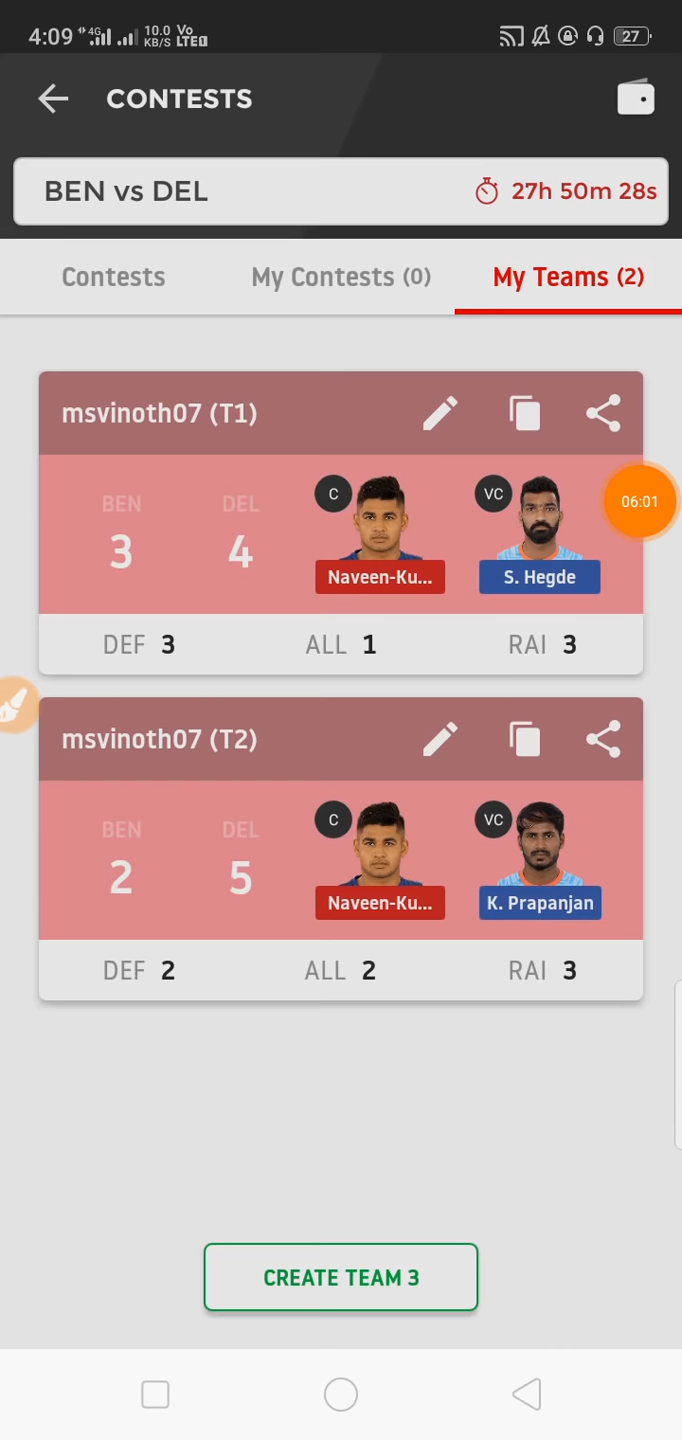 4:09 4G 10.0 KB/S Vo LTE 27
CONTESTS
BEN vs DEL 27h 50m 28s
Contests My Contests (0) My Teams (2)
msvinoth07 (T1)
BEN DEL C VC
3 4
06:01
Naveen-Ku... S. Hegde
DEF 3 ALL 1 RAI 3
msvinoth07 (T2)
BEN DEL C VC
2 5
Naveen-Ku... K. Prapanjan
DEF 2 ALL 2 RAI 3
CREATE TEAM 3